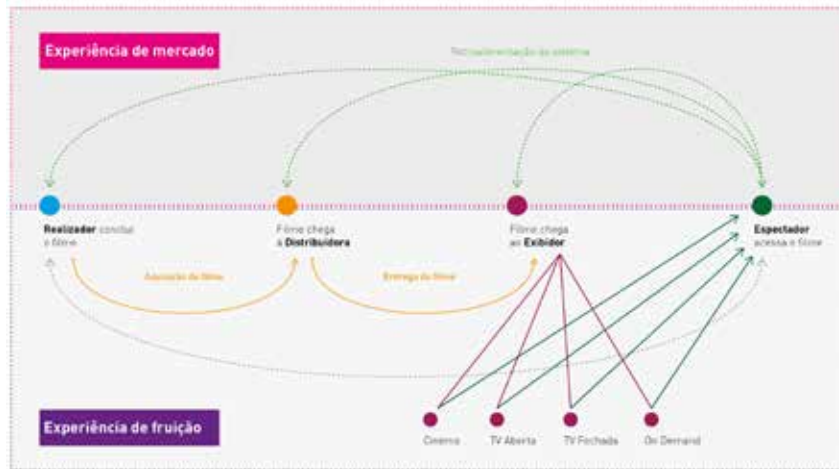 Experiência de mercado
Retroalimentação do sistema
Realizador conclui
o filme
Filme chega
à Distribuidora
Filme chega
ao Exibidor
Espectador
acessa o filme
Aquisição do filme
Entrega do filme
Experiência de fruição
Cinema
TV Aberta
TV Fechada
On Demand